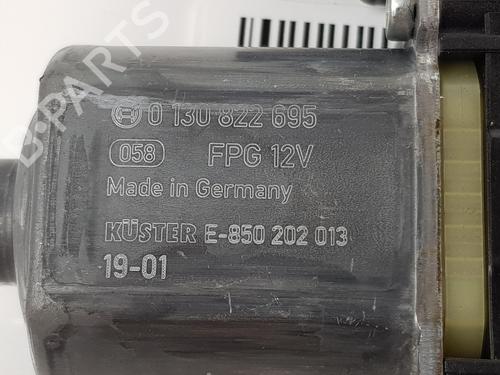 0 130 822 695
058 FPG 12V
Made in Germany
KÜSTER E-850 202 013
19-01
B-PARTS